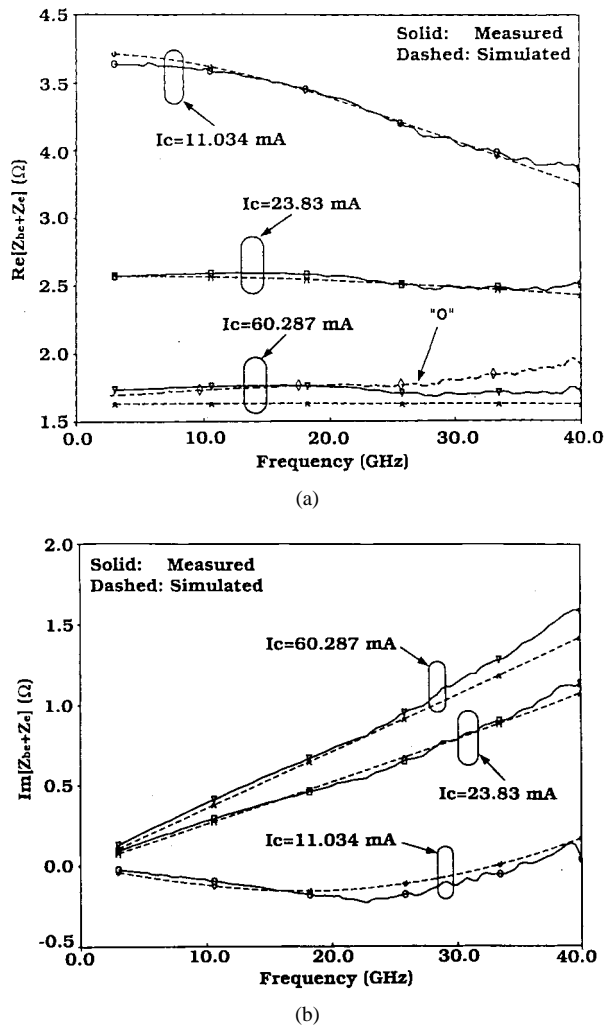 4.5
Solid: Measured
Dashed: Simulated
3.5
Ic=11.034 mA
4.0
Re[Zbe+Ze] (Ω)
Ic=23.83 mA
3.0
2.5
"O"
Ic=60.287 mA
2.0
1.5
0.0 10.0 20.0 30.0 40.0
Frequency (GHz)
(a)
2.0
Solid: Measured
Dashed: Simulated
1.5
Ic=60.287 mA
Im[Zbe+Ze] (Ω)
1.0
0.5
Ic=23.83 mA
Ic=11.034 mA
0.0
-0.5
0.0 10.0 20.0 30.0 40.0
Frequency (GHz)
(b)